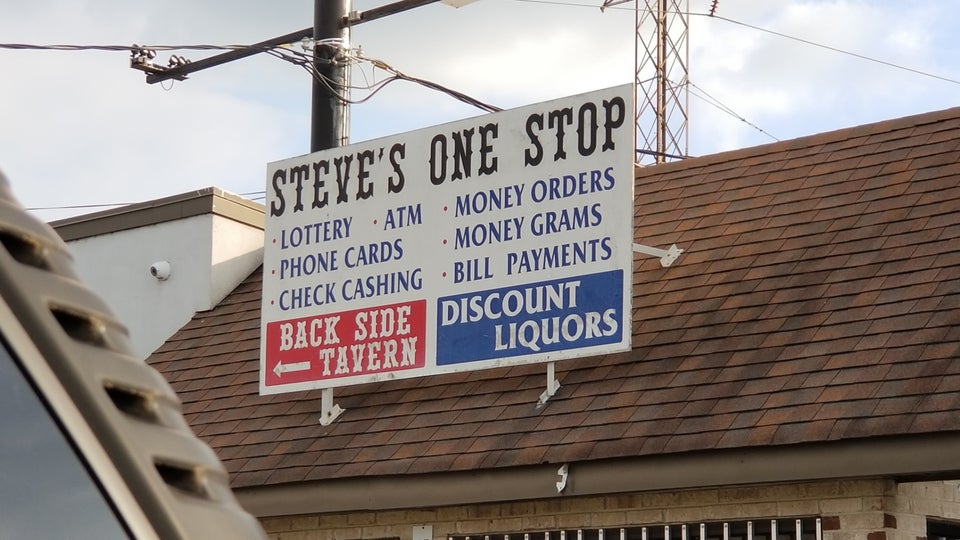 STEVE'S ONE STOP
· LOTTERY · ATM
· PHONE CARDS
· CHECK CASHING
· MONEY ORDERS
· MONEY GRAMS
· BILL PAYMENTS
BACK SIDE
← TAVERN
DISCOUNT
LIQUORS